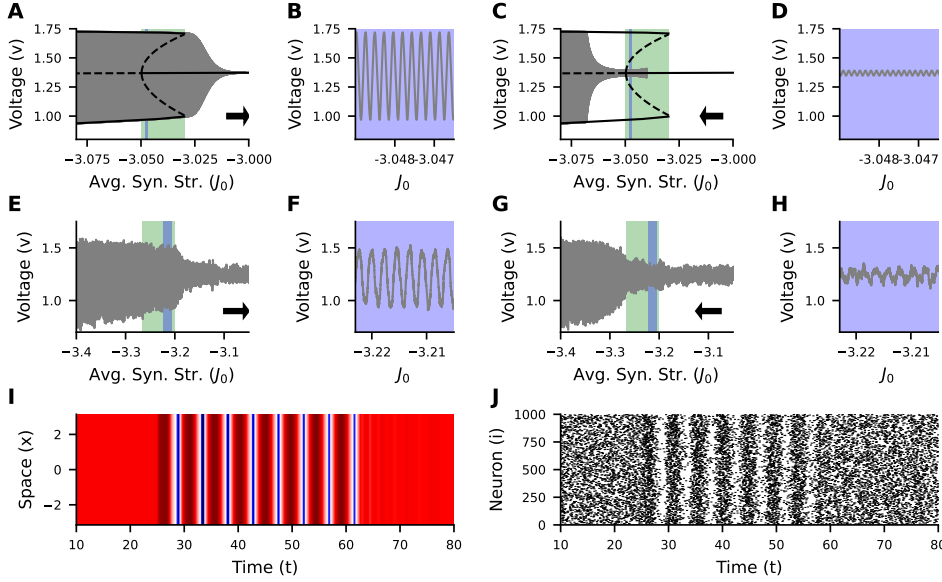 A
B
C
D
Voltage (v)
1.75
1.50
1.25
1.00
−3.075
−3.050
−3.025
−3.000
Avg. Syn. Str. (J0)
Voltage (v)
1.75
1.50
1.25
1.00
-3.048
-3.047
J0
Voltage (v)
1.75
1.50
1.25
1.00
−3.075
−3.050
−3.025
−3.000
Avg. Syn. Str. (J0)
Voltage (v)
1.75
1.50
1.25
1.00
-3.048
-3.047
J0
E
F
G
H
Voltage (v)
1.5
1.0
−3.4
−3.3
−3.2
−3.1
Avg. Syn. Str. (J0)
Voltage (v)
1.5
1.0
−3.22
−3.21
J0
Voltage (v)
1.5
1.0
−3.4
−3.3
−3.2
−3.1
Avg. Syn. Str. (J0)
Voltage (v)
1.5
1.0
−3.22
−3.21
J0
I
Space (x)
2
0
−2
10
20
30
40
50
60
70
80
Time (t)
J
Neuron (i)
1000
750
500
250
0
10
20
30
40
50
60
70
80
Time (t)